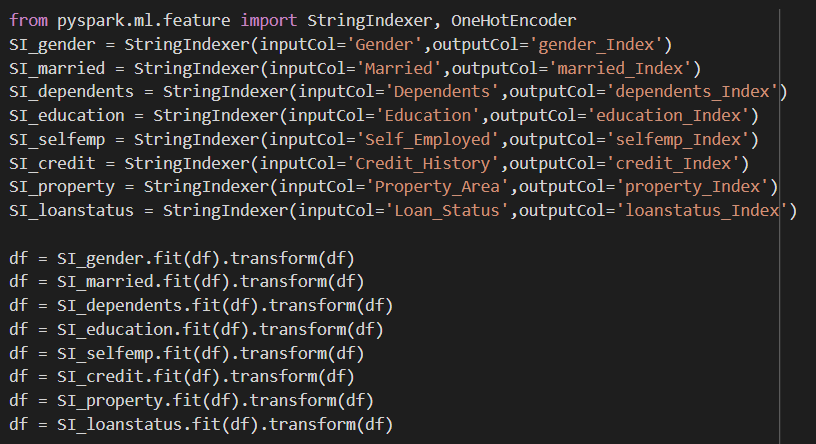 from pyspark.ml.feature import StringIndexer, OneHotEncoder
SI_gender = StringIndexer(inputCol='Gender',outputCol='gender_Index')
SI_married = StringIndexer(inputCol='Married',outputCol='married_Index')
SI_dependents = StringIndexer(inputCol='Dependents',outputCol='dependents_Index')
SI_education = StringIndexer(inputCol='Education',outputCol='education_Index')
SI_selfemp = StringIndexer(inputCol='Self_Employed',outputCol='selfemp_Index')
SI_credit = StringIndexer(inputCol='Credit_History',outputCol='credit_Index')
SI_property = StringIndexer(inputCol='Property_Area',outputCol='property_Index')
SI_loanstatus = StringIndexer(inputCol='Loan_Status',outputCol='loanstatus_Index')

df = SI_gender.fit(df).transform(df)
df = SI_married.fit(df).transform(df)
df = SI_dependents.fit(df).transform(df)
df = SI_education.fit(df).transform(df)
df = SI_selfemp.fit(df).transform(df)
df = SI_credit.fit(df).transform(df)
df = SI_property.fit(df).transform(df)
df = SI_loanstatus.fit(df).transform(df)